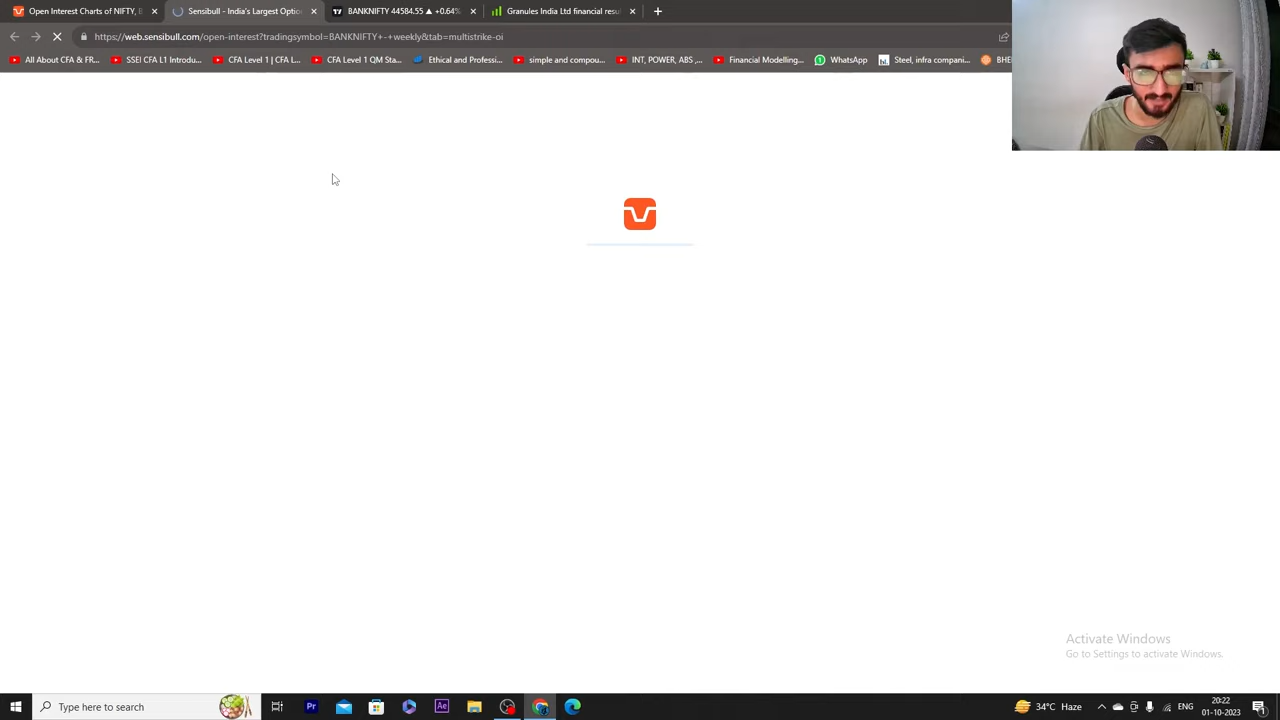 Open Interest Charts of NIFTY, B
Sensibull - India's Largest Optio
BANKNIFTY 44584.55 ▲ +0.64%
Granules India Ltd financial resul
https://web.sensibull.com/open-interest?tradingsymbol=BANKNIFTY+-+weekly&tab=multistrike-oi
All About CFA & FR...
SSEI CFA L1 Introdu...
CFA Level 1 | CFA L...
CFA Level 1 QM Sta...
Ethical and Professi...
simple and compou...
INT, POWER, ABS ,...
Financial Modelling...
WhatsApp
Steel, infra compani...
BHE
Activate Windows
Go to Settings to activate Windows.
Type here to search
Pr
Ae
34°C Haze
ENG
20:22
01-10-2023
1